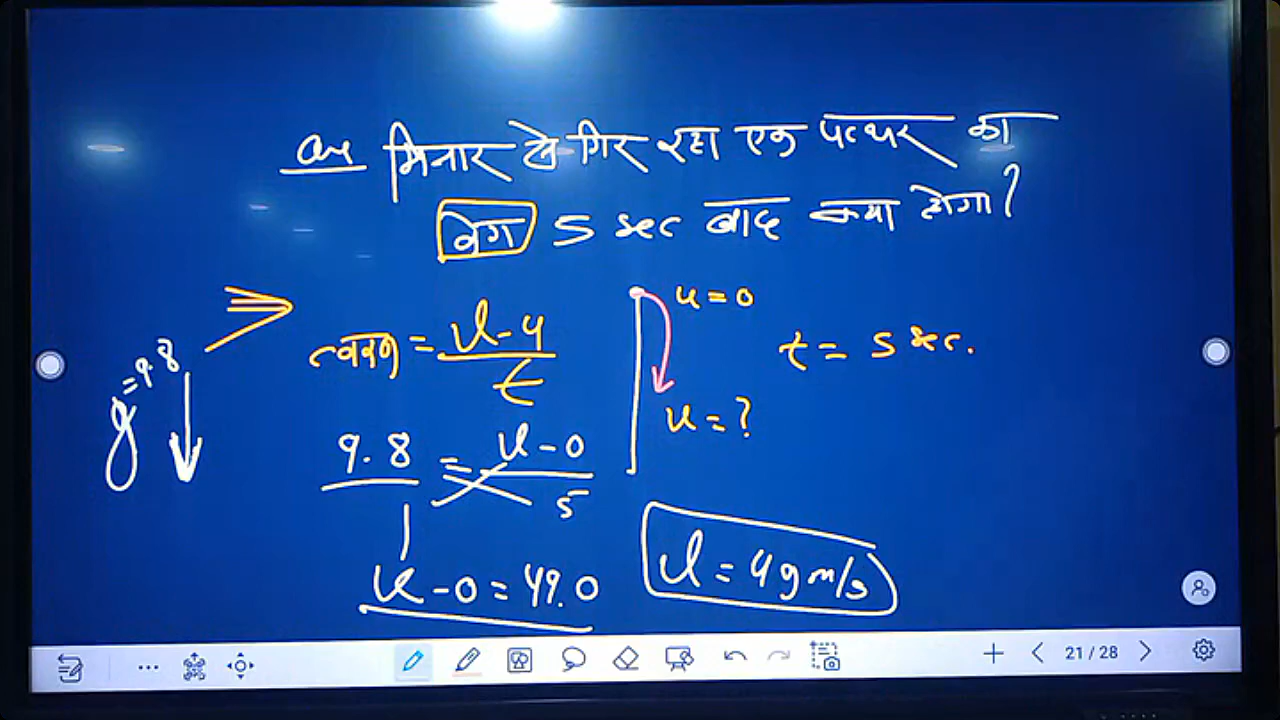 Que मिनार से गिर रहा एक पत्थर का
वेग 5 sec बाद क्या होगा?
त्वरण = v-u / t
u = 0
t = 5 sec.
g = 9.8
v = ?
9.8 = v - 0 / 5
v - 0 = 49.0
v = 49 m/s
21 / 28